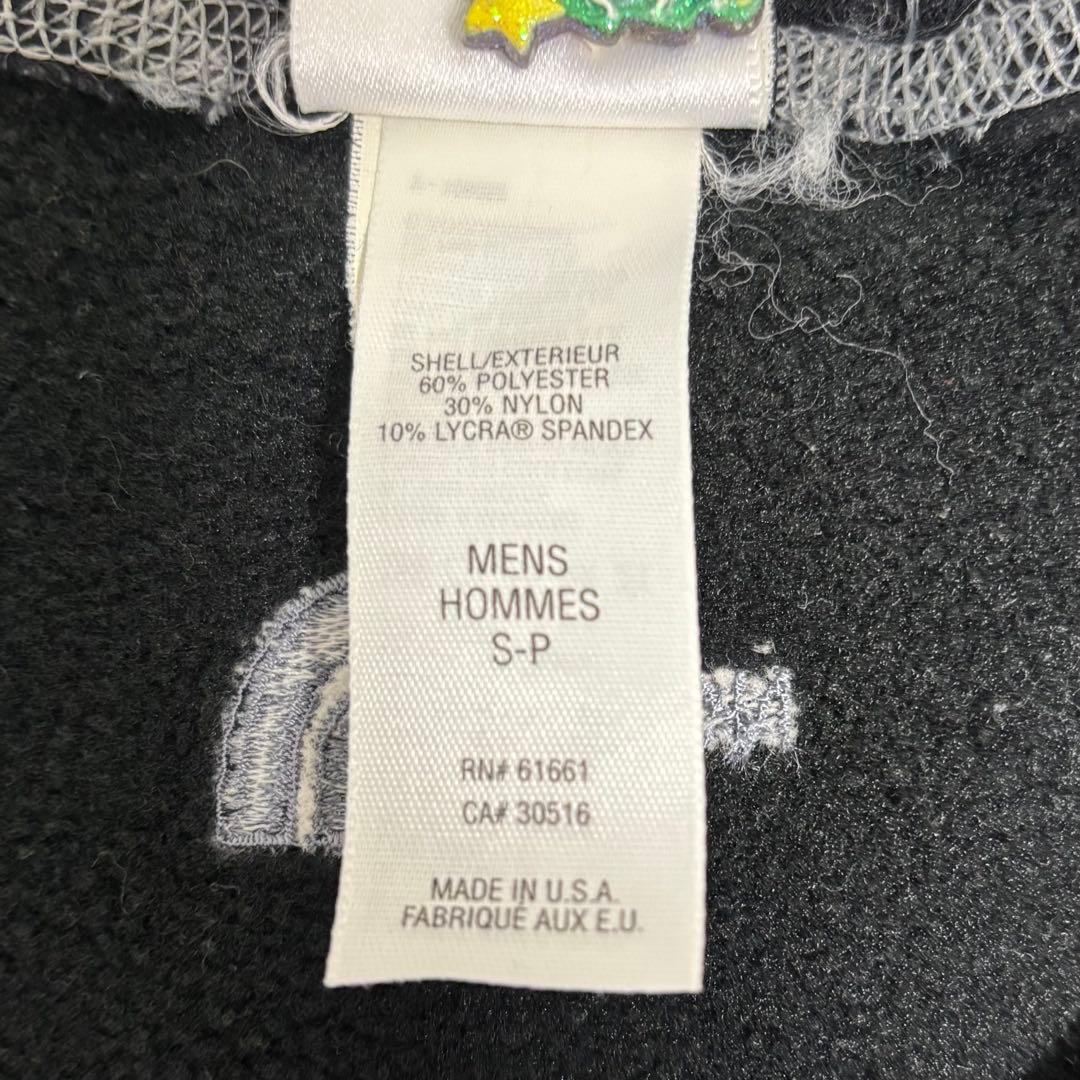 SHELL/EXTERIEUR
60% POLYESTER
30% NYLON
10% LYCRA® SPANDEX
MENS
HOMMES
S-P
RN# 61661
CA# 30516
MADE IN U.S.A.
FABRIQUÉ AUX E.U.